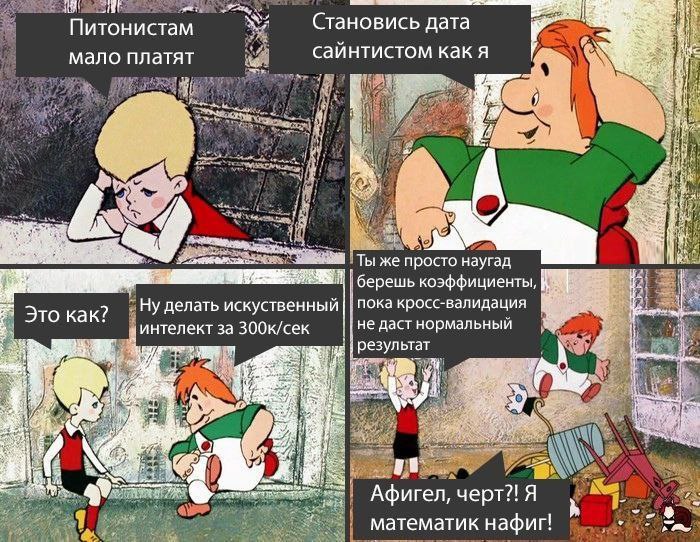 Питонистам
мало платят
Становись дата
сайнтистом как я
Это как?
Ну делать искуственный
интелект за 300к/сек
Ты же просто наугад
берешь коэффициенты,
пока кросс-валидация
не даст нормальный
результат
Афигел, черт?! Я
математик нафиг!